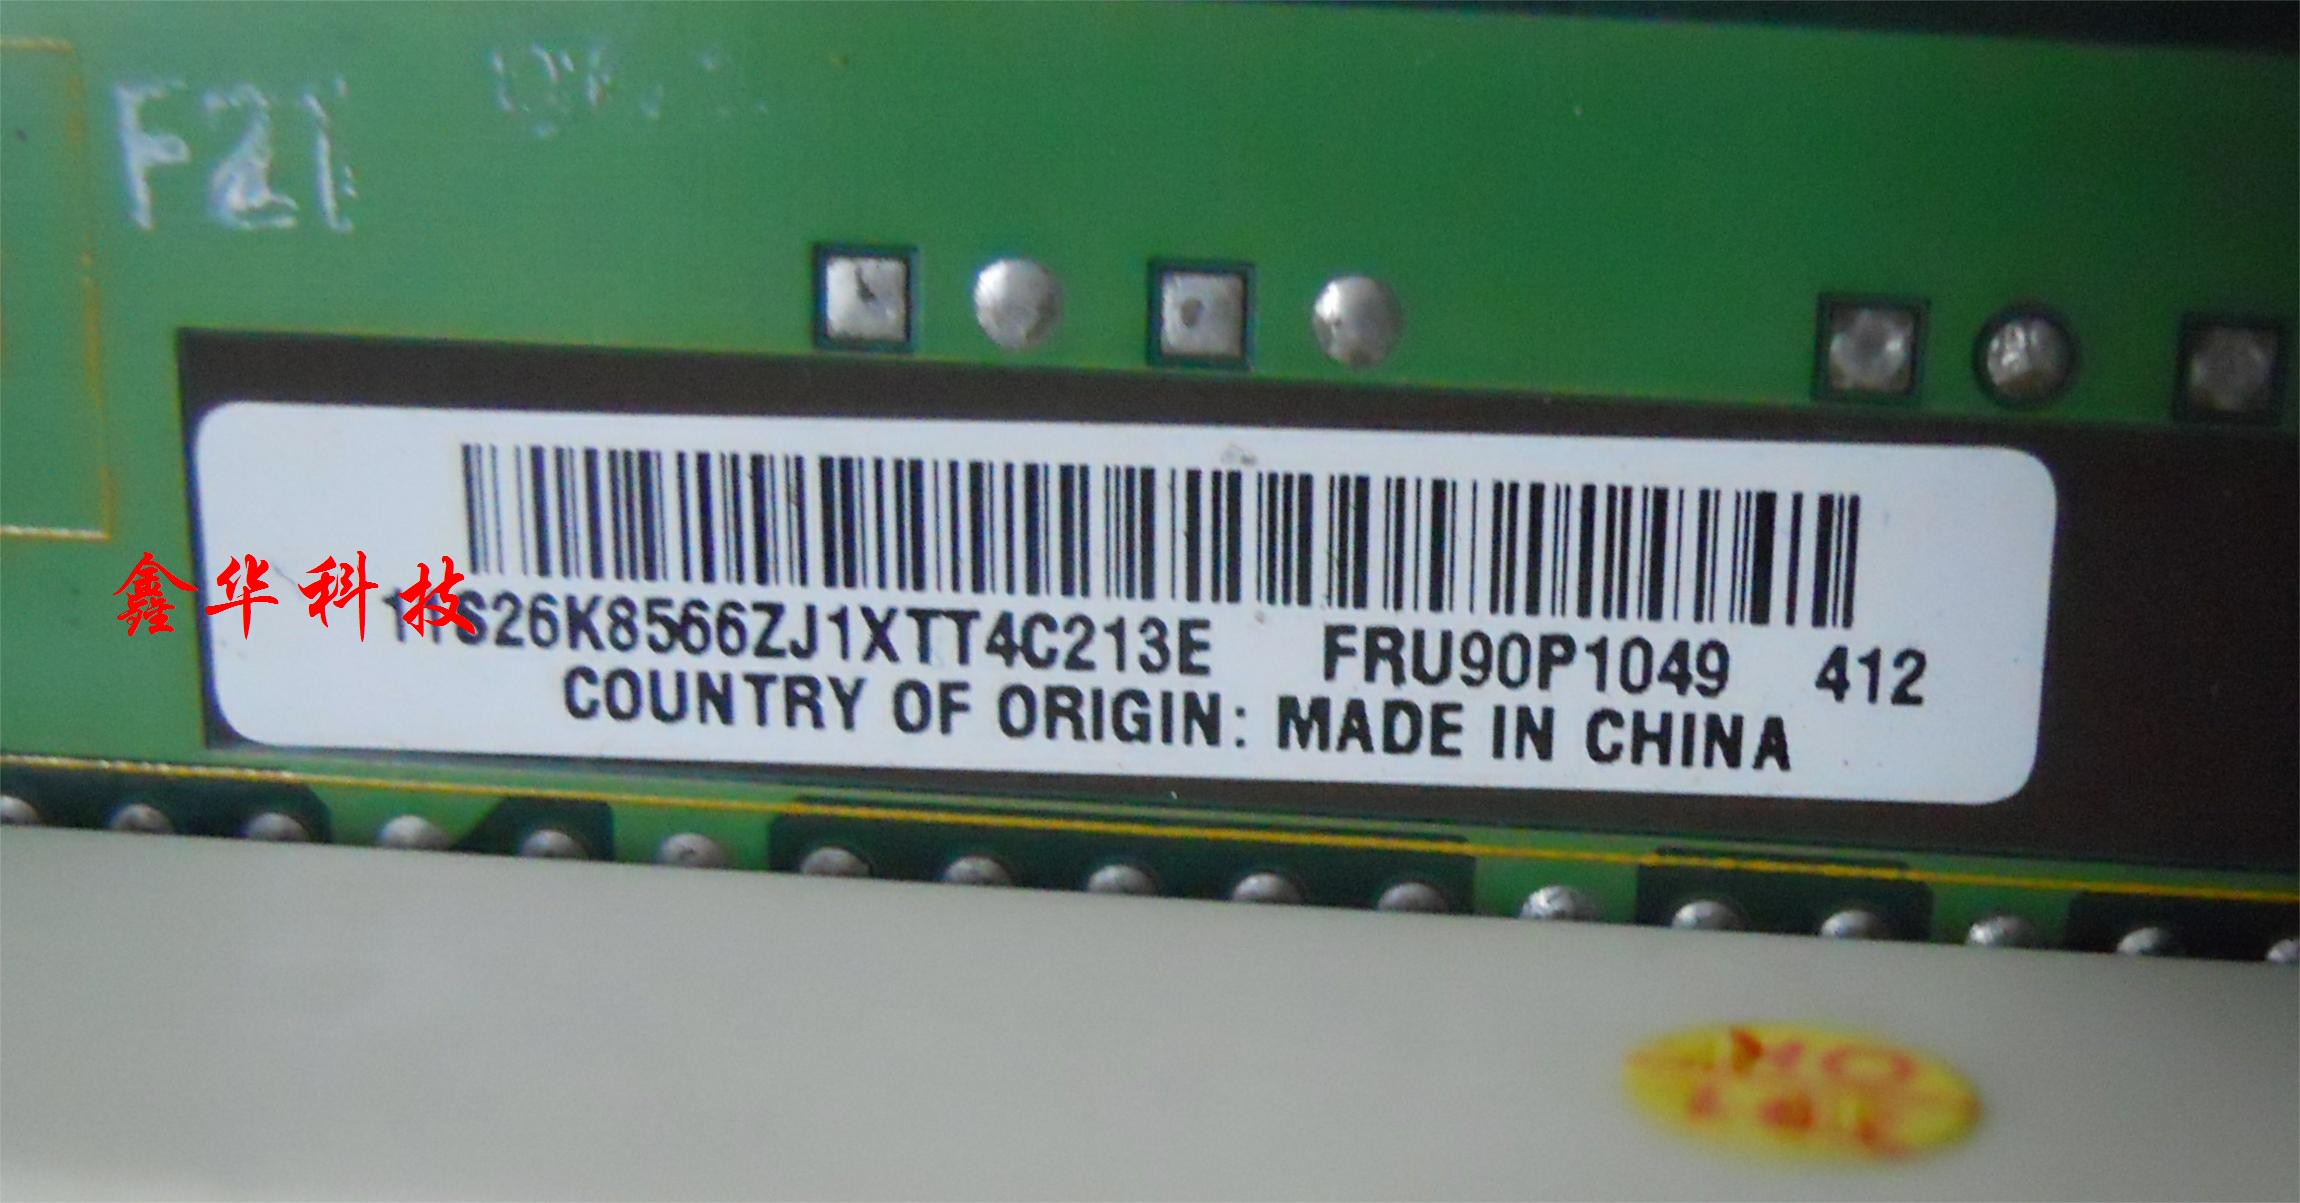 F21
鑫华科技
11S26K8566ZJ1XTT4C213E FRU90P1049 412
COUNTRY OF ORIGIN: MADE IN CHINA